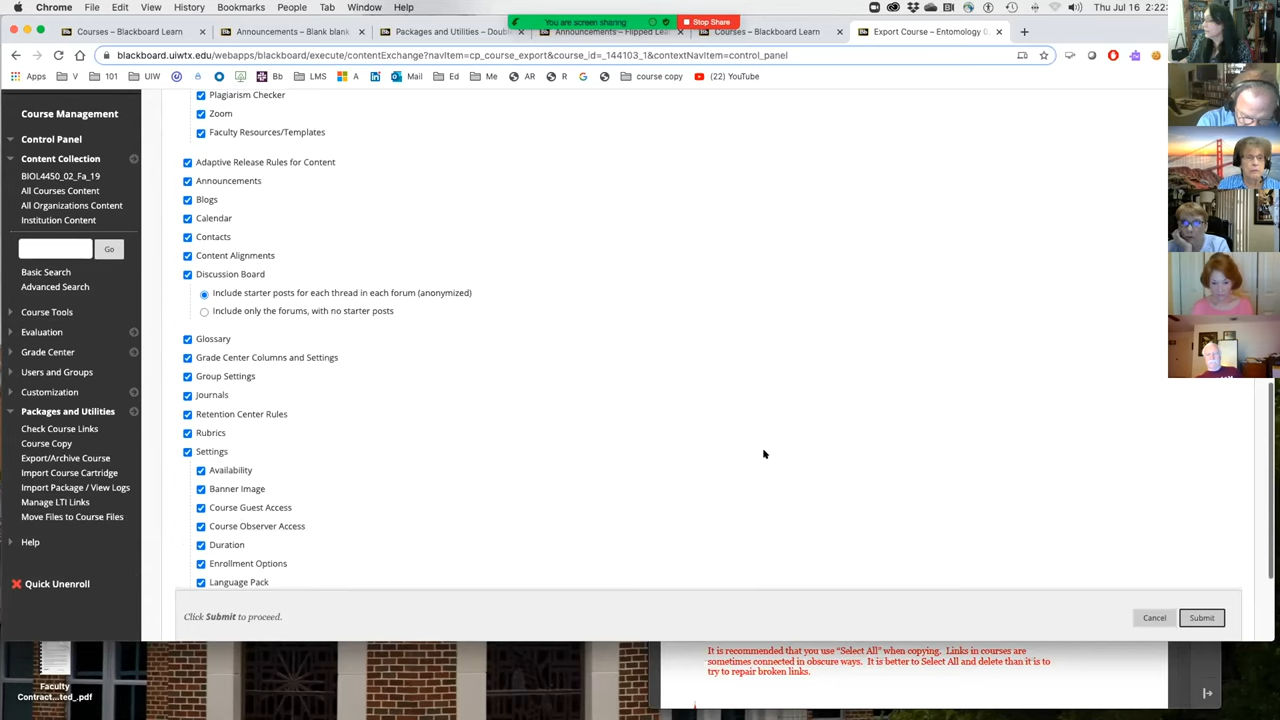 Chrome File Edit View History Bookmarks People Tab Window Help
You are screen sharing Stop Share
Thu Jul 16 2:22
Courses – Blackboard Learn
Announcements – Blank blank
Packages and Utilities – Doubl
Announcements – Flipped Lea
Courses – Blackboard Learn
Export Course – Entomology 0
blackboard.uiwtx.edu/webapps/blackboard/execute/contentExchange?navItem=cp_course_export&course_id=_144103_1&contextNavItem=control_panel
Apps V 101 UIW Bb LMS A Mail Ed Me AR R course copy (22) YouTube
Course Management
Control Panel
Content Collection
BIOL4450_02_Fa_19
All Courses Content
All Organizations Content
Institution Content
Go
Basic Search
Advanced Search
Course Tools
Evaluation
Grade Center
Users and Groups
Customization
Packages and Utilities
Check Course Links
Course Copy
Export/Archive Course
Import Course Cartridge
Import Package / View Logs
Manage LTI Links
Move Files to Course Files
Help
Quick Unenroll
Plagiarism Checker
Zoom
Faculty Resources/Templates
Adaptive Release Rules for Content
Announcements
Blogs
Calendar
Contacts
Content Alignments
Discussion Board
Include starter posts for each thread in each forum (anonymized)
Include only the forums, with no starter posts
Glossary
Grade Center Columns and Settings
Group Settings
Journals
Retention Center Rules
Rubrics
Settings
Availability
Banner Image
Course Guest Access
Course Observer Access
Duration
Enrollment Options
Language Pack
Click Submit to proceed.
Cancel Submit
Faculty
Contract...ted_.pdf
It is recommended that you use “Select All” when copying. Links in courses are
sometimes connected in obscure ways. It is better to Select All and delete than it is to
try to repair broken links.